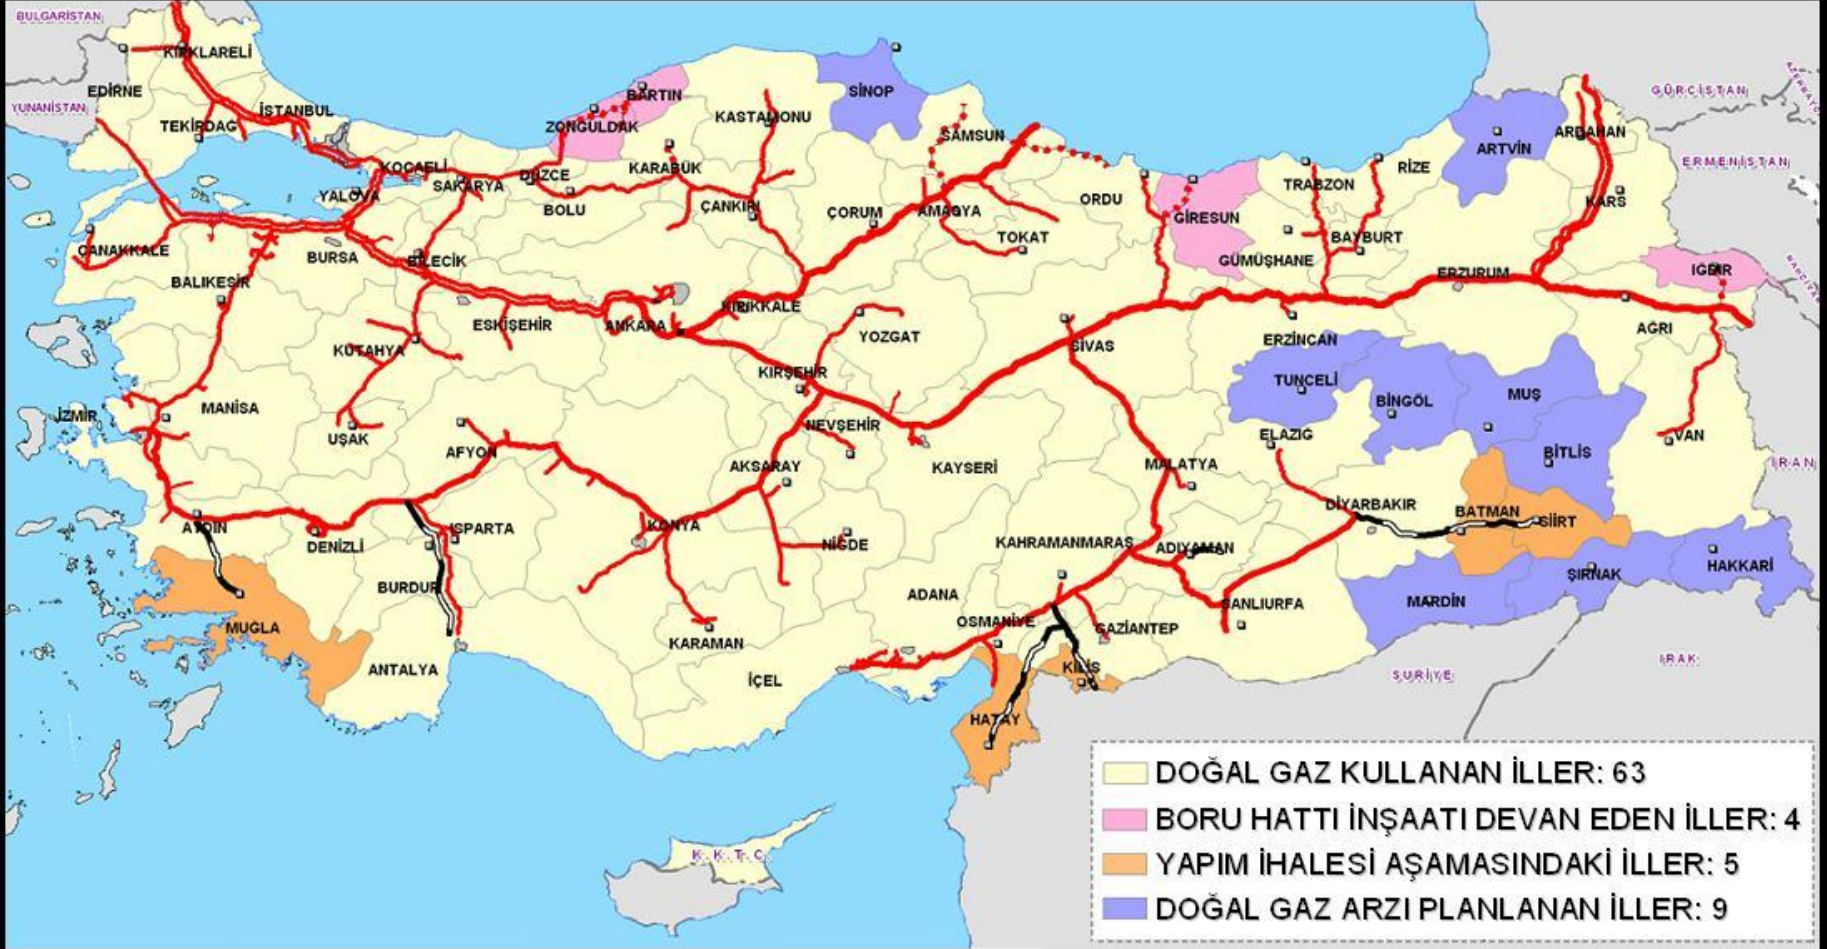 BULGARİSTAN
KIRKLARELİ
EDİRNE
YUNANİSTAN
TEKİRDAĞ
İSTANBUL
KOCAELİ
YALOVA
SAKARYA
DÜZCE
BOLU
ZONGULDAK
BARTIN
KARABÜK
KASTAMONU
SİNOP
ÇANKIRI
SAMSUN
ÇORUM
AMASYA
TOKAT
ORDU
GİRESUN
TRABZON
RİZE
ARTVİN
ARDAHAN
KARS
GÜRCİSTAN
ERMENİSTAN
BAYBURT
GÜMÜŞHANE
ERZURUM
IĞDIR
AĞRI
ÇANAKKALE
BALIKESİR
BURSA
BİLECİK
ESKİŞEHİR
ANKARA
KIRIKKALE
KÜTAHYA
YOZGAT
SİVAS
ERZİNCAN
KIRŞEHİR
TUNCELİ
BİNGÖL
MUŞ
BİTLİS
VAN
İRAN
İZMİR
MANİSA
UŞAK
AFYON
NEVŞEHİR
AKSARAY
KAYSERİ
MALATYA
ELAZIĞ
DİYARBAKIR
BATMAN
SİİRT
AYDIN
DENİZLİ
ISPARTA
KONYA
NİĞDE
KAHRAMANMARAŞ
ADIYAMAN
ŞIRNAK
HAKKARİ
BURDUR
ADANA
ŞANLIURFA
MARDİN
MUĞLA
ANTALYA
KARAMAN
İÇEL
OSMANİYE
GAZİANTEP
KİLİS
HATAY
SURİYE
IRAK
K.K.T.C.
DOĞAL GAZ KULLANAN İLLER: 63
BORU HATTI İNŞAATI DEVAN EDEN İLLER: 4
YAPIM İHALESİ AŞAMASINDAKİ İLLER: 5
DOĞAL GAZ ARZI PLANLANAN İLLER: 9